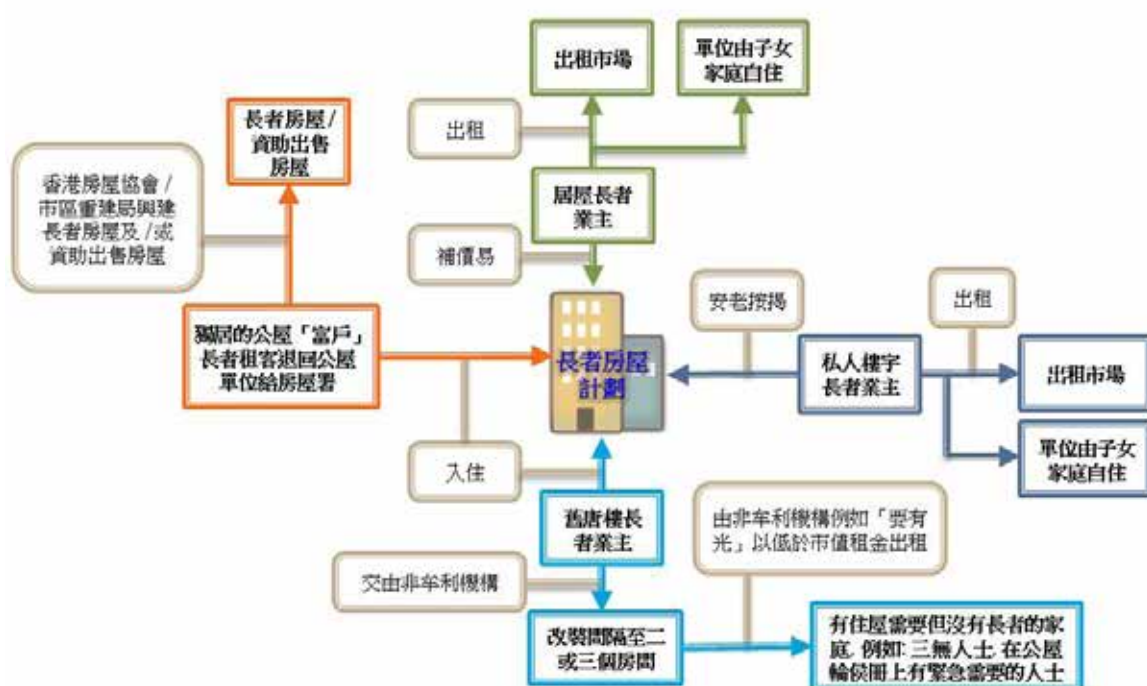 出租市場
單位由子女
家庭自住
出租
長者房屋 /
資助出售
房屋
香港房屋協會 /
市區重建局興建
長者房屋及 /或
資助出售房屋
居屋長者
業主
補價易
安老按揭
出租
獨居的公屋「富戶」
長者租客退回公屋
單位給房屋署
長者房屋
計劃
私人樓宇
長者業主
出租市場
單位由子女
家庭自住
入住
舊唐樓長
者業主
由非牟利機構例如「要有
光」以低於市值租金出租
交由非牟利機構
改裝間隔至二
或三個房間
有住屋需要但沒有長者的家
庭, 例如: 三無人士, 在公屋
輪侯冊上有緊急需要的人士